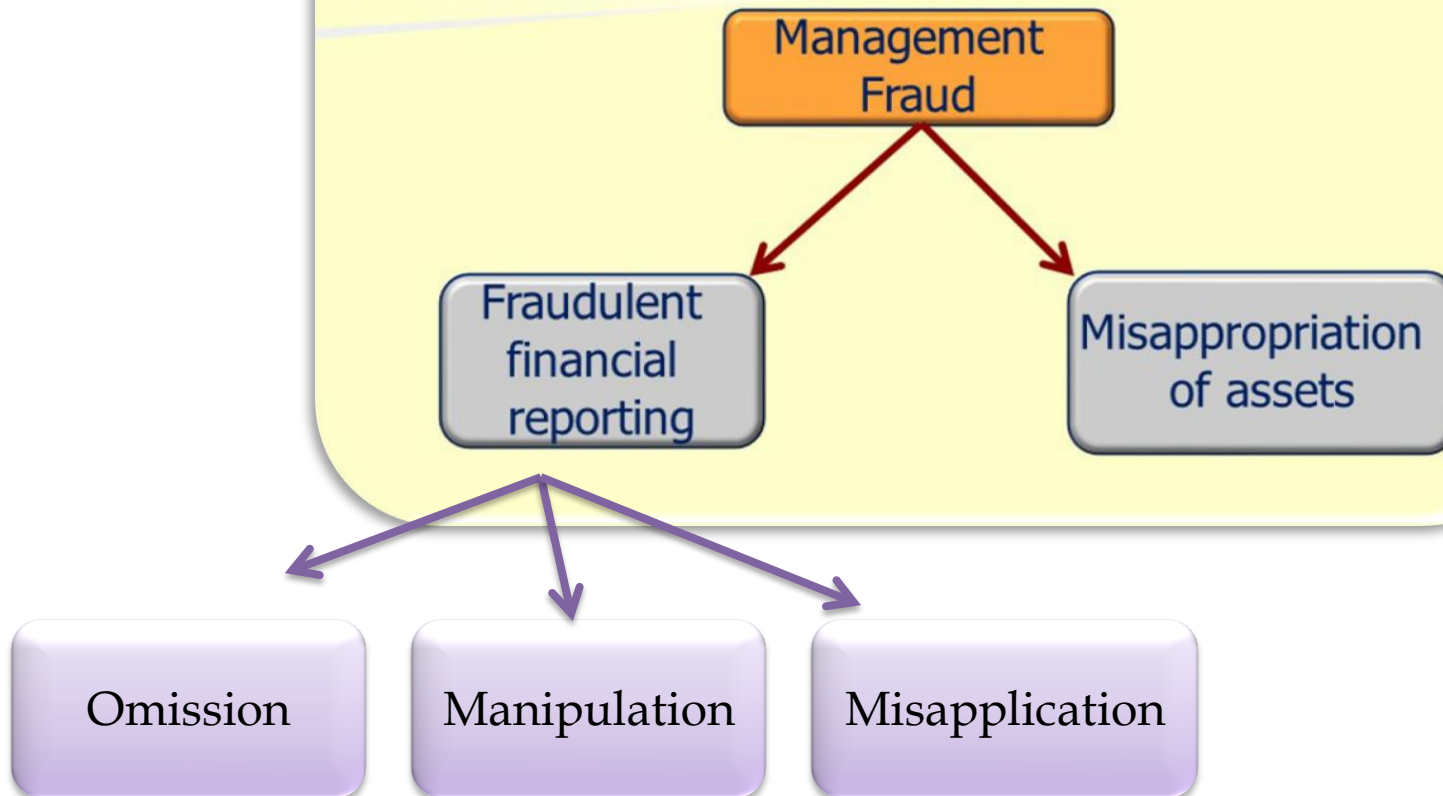 Management
Fraud
Fraudulent
financial
reporting
Misappropriation
of assets
Omission
Manipulation
Misapplication